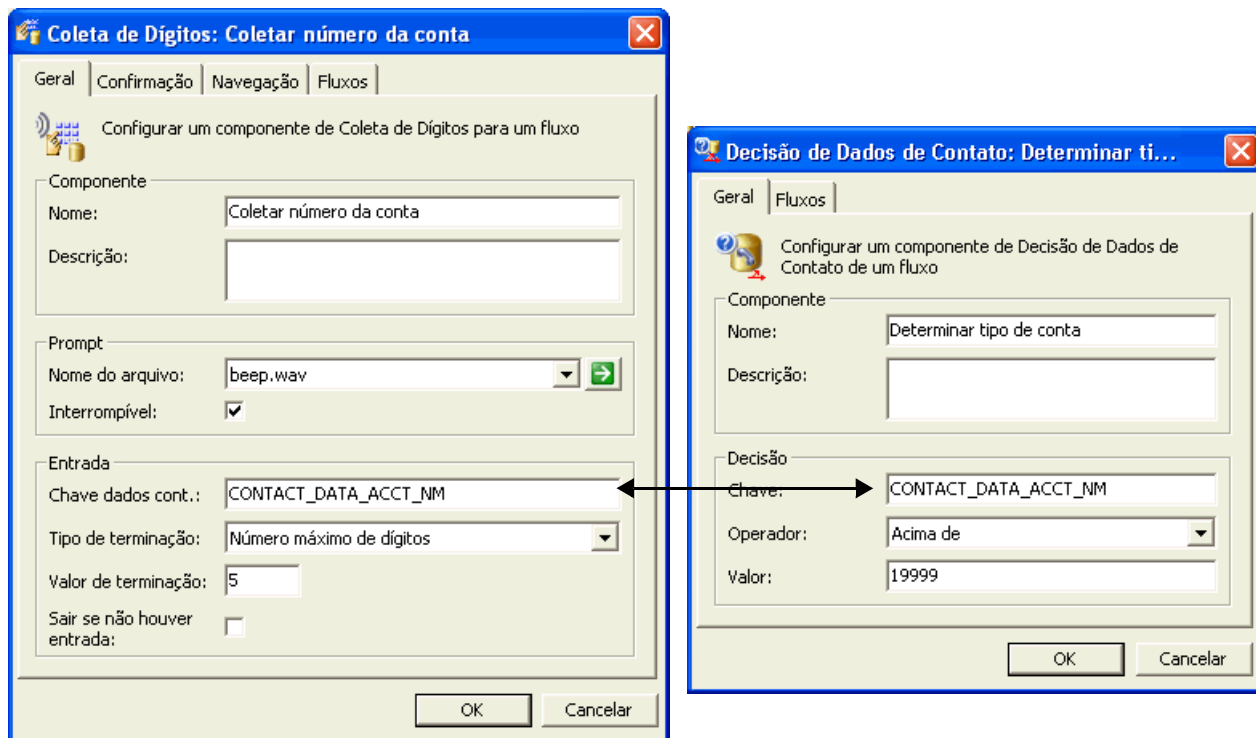 Coleta de Dígitos: Coletar número da conta
Geral
Confirmação
Navegação
Fluxos
Configurar um componente de Coleta de Dígitos para um fluxo
Componente
Nome:
Coletar número da conta
Descrição:
Prompt
Nome do arquivo:
beep.wav
Interrompível:
Entrada
Chave dados cont.:
CONTACT_DATA_ACCT_NM
Tipo de terminação:
Número máximo de dígitos
Valor de terminação:
5
Sair se não houver
entrada:
OK
Cancelar
Decisão de Dados de Contato: Determinar ti...
Geral
Fluxos
Configurar um componente de Decisão de Dados de
Contato de um fluxo
Componente
Nome:
Determinar tipo de conta
Descrição:
Decisão
Chave:
CONTACT_DATA_ACCT_NM
Operador:
Acima de
Valor:
19999
OK
Cancelar